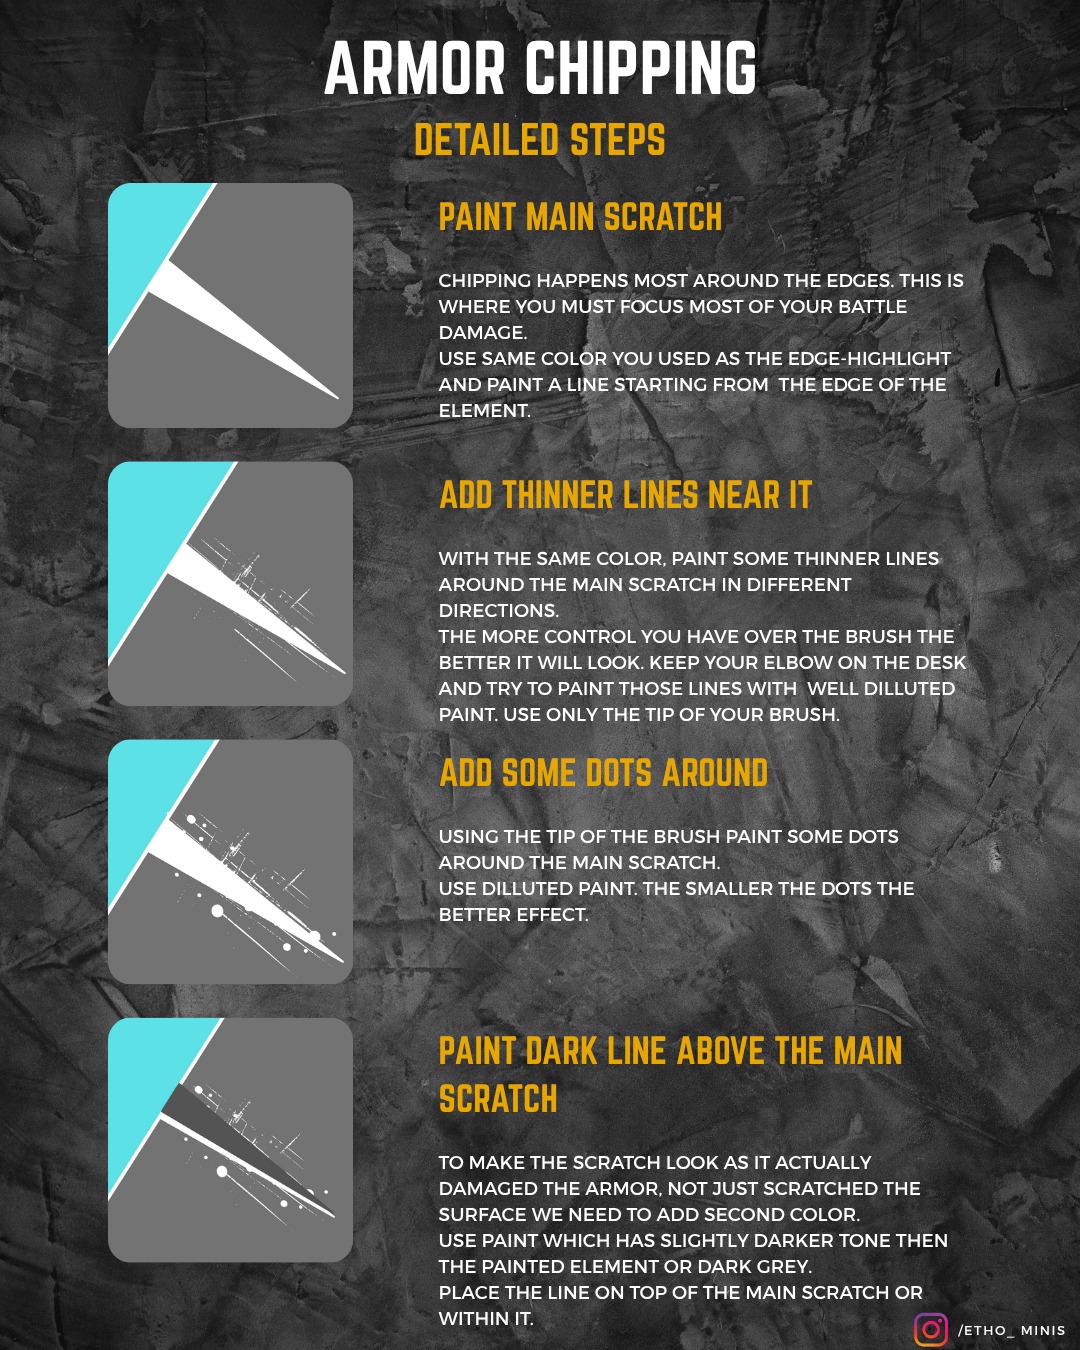 ARMOR CHIPPING
DETAILED STEPS
PAINT MAIN SCRATCH
CHIPPING HAPPENS MOST AROUND THE EDGES. THIS IS
WHERE YOU MUST FOCUS MOST OF YOUR BATTLE
DAMAGE.
USE SAME COLOR YOU USED AS THE EDGE-HIGHLIGHT
AND PAINT A LINE STARTING FROM  THE EDGE OF THE
ELEMENT.
ADD THINNER LINES NEAR IT
WITH THE SAME COLOR, PAINT SOME THINNER LINES
AROUND THE MAIN SCRATCH IN DIFFERENT
DIRECTIONS.
THE MORE CONTROL YOU HAVE OVER THE BRUSH THE
BETTER IT WILL LOOK. KEEP YOUR ELBOW ON THE DESK
AND TRY TO PAINT THOSE LINES WITH  WELL DILLUTED
PAINT. USE ONLY THE TIP OF YOUR BRUSH.
ADD SOME DOTS AROUND
USING THE TIP OF THE BRUSH PAINT SOME DOTS
AROUND THE MAIN SCRATCH.
USE DILLUTED PAINT. THE SMALLER THE DOTS THE
BETTER EFFECT.
PAINT DARK LINE ABOVE THE MAIN
SCRATCH
TO MAKE THE SCRATCH LOOK AS IT ACTUALLY
DAMAGED THE ARMOR, NOT JUST SCRATCHED THE
SURFACE WE NEED TO ADD SECOND COLOR.
USE PAINT WHICH HAS SLIGHTLY DARKER TONE THEN
THE PAINTED ELEMENT OR DARK GREY.
PLACE THE LINE ON TOP OF THE MAIN SCRATCH OR
WITHIN IT.
/ETHO_ MINIS